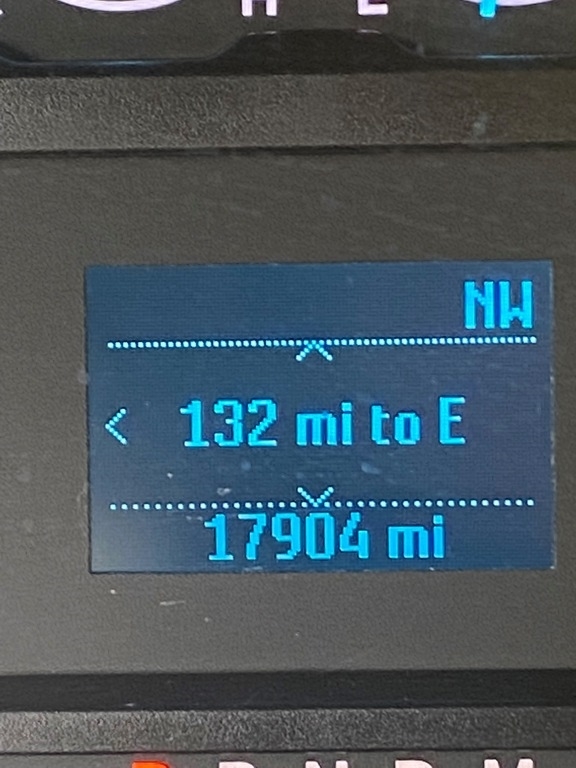 H E
NW
132 mi to E
17904 mi
P R N D M